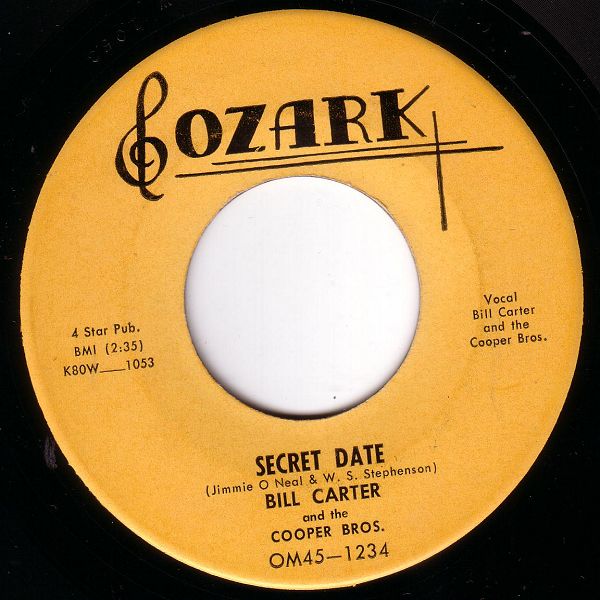 OZARK
4 Star Pub.
BMI (2:35)
K80W___1053
Vocal
Bill Carter
and the
Cooper Bros.
SECRET DATE
(Jimmie O Neal & W. S. Stephenson)
BILL CARTER
and the
COOPER BROS.
OM45-1234